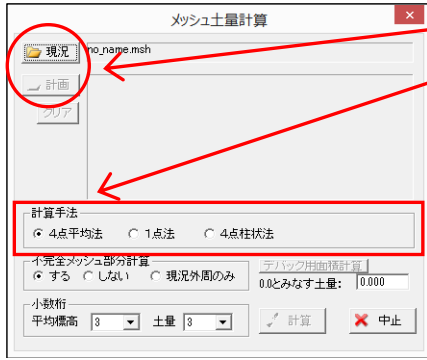 メッシュ土量計算
現況 no_name.msh
計画
クリア
計算手法
4点平均法 1点法 4点柱状法
不完全メッシュ部分計算
する しない 現況外周のみ
デバック用面積計算
0.0とみなす土量: 0.000
小数桁
平均標高 3 土量 3
計算 中止